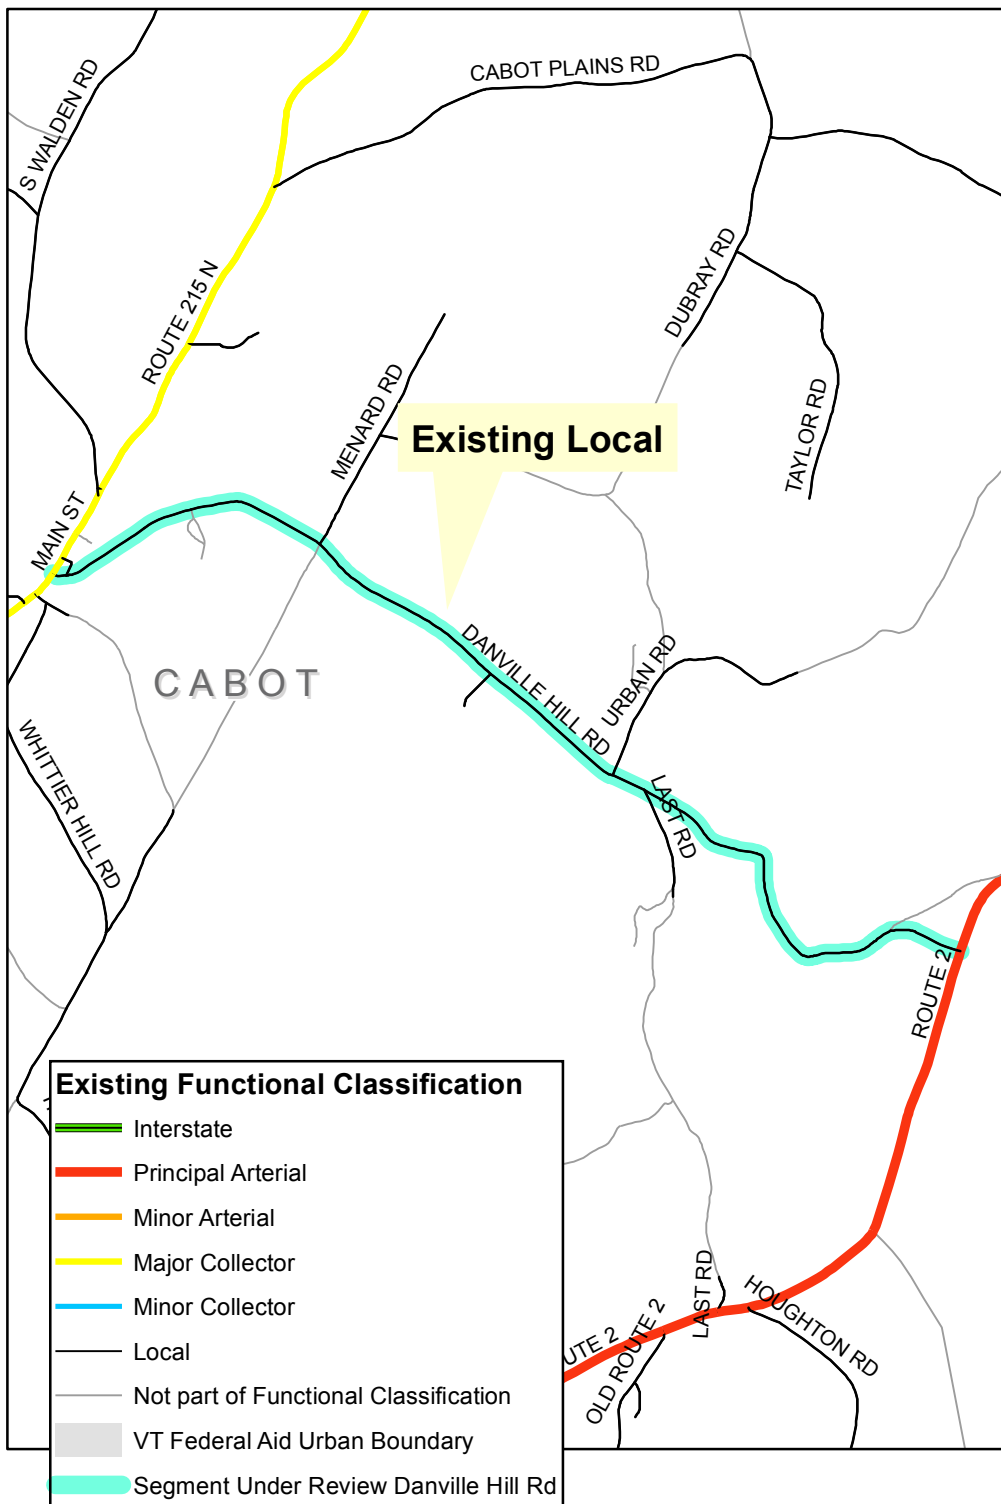 CABOT PLAINS RD
S WALDEN RD
ROUTE 215 N
DUBRAY RD
MENARD RD
TAYLOR RD
Existing Local
MAIN ST
DANVILLE HILL RD
URBAN RD
CABOT
WHITTIER HILL RD
LAST RD
ROUTE 2
Existing Functional Classification
Interstate
Principal Arterial
Minor Arterial
Major Collector
Minor Collector
Local
Not part of Functional Classification
VT Federal Aid Urban Boundary
Segment Under Review Danville Hill Rd
UTE 2
OLD ROUTE 2
LAST RD
HOUGHTON RD